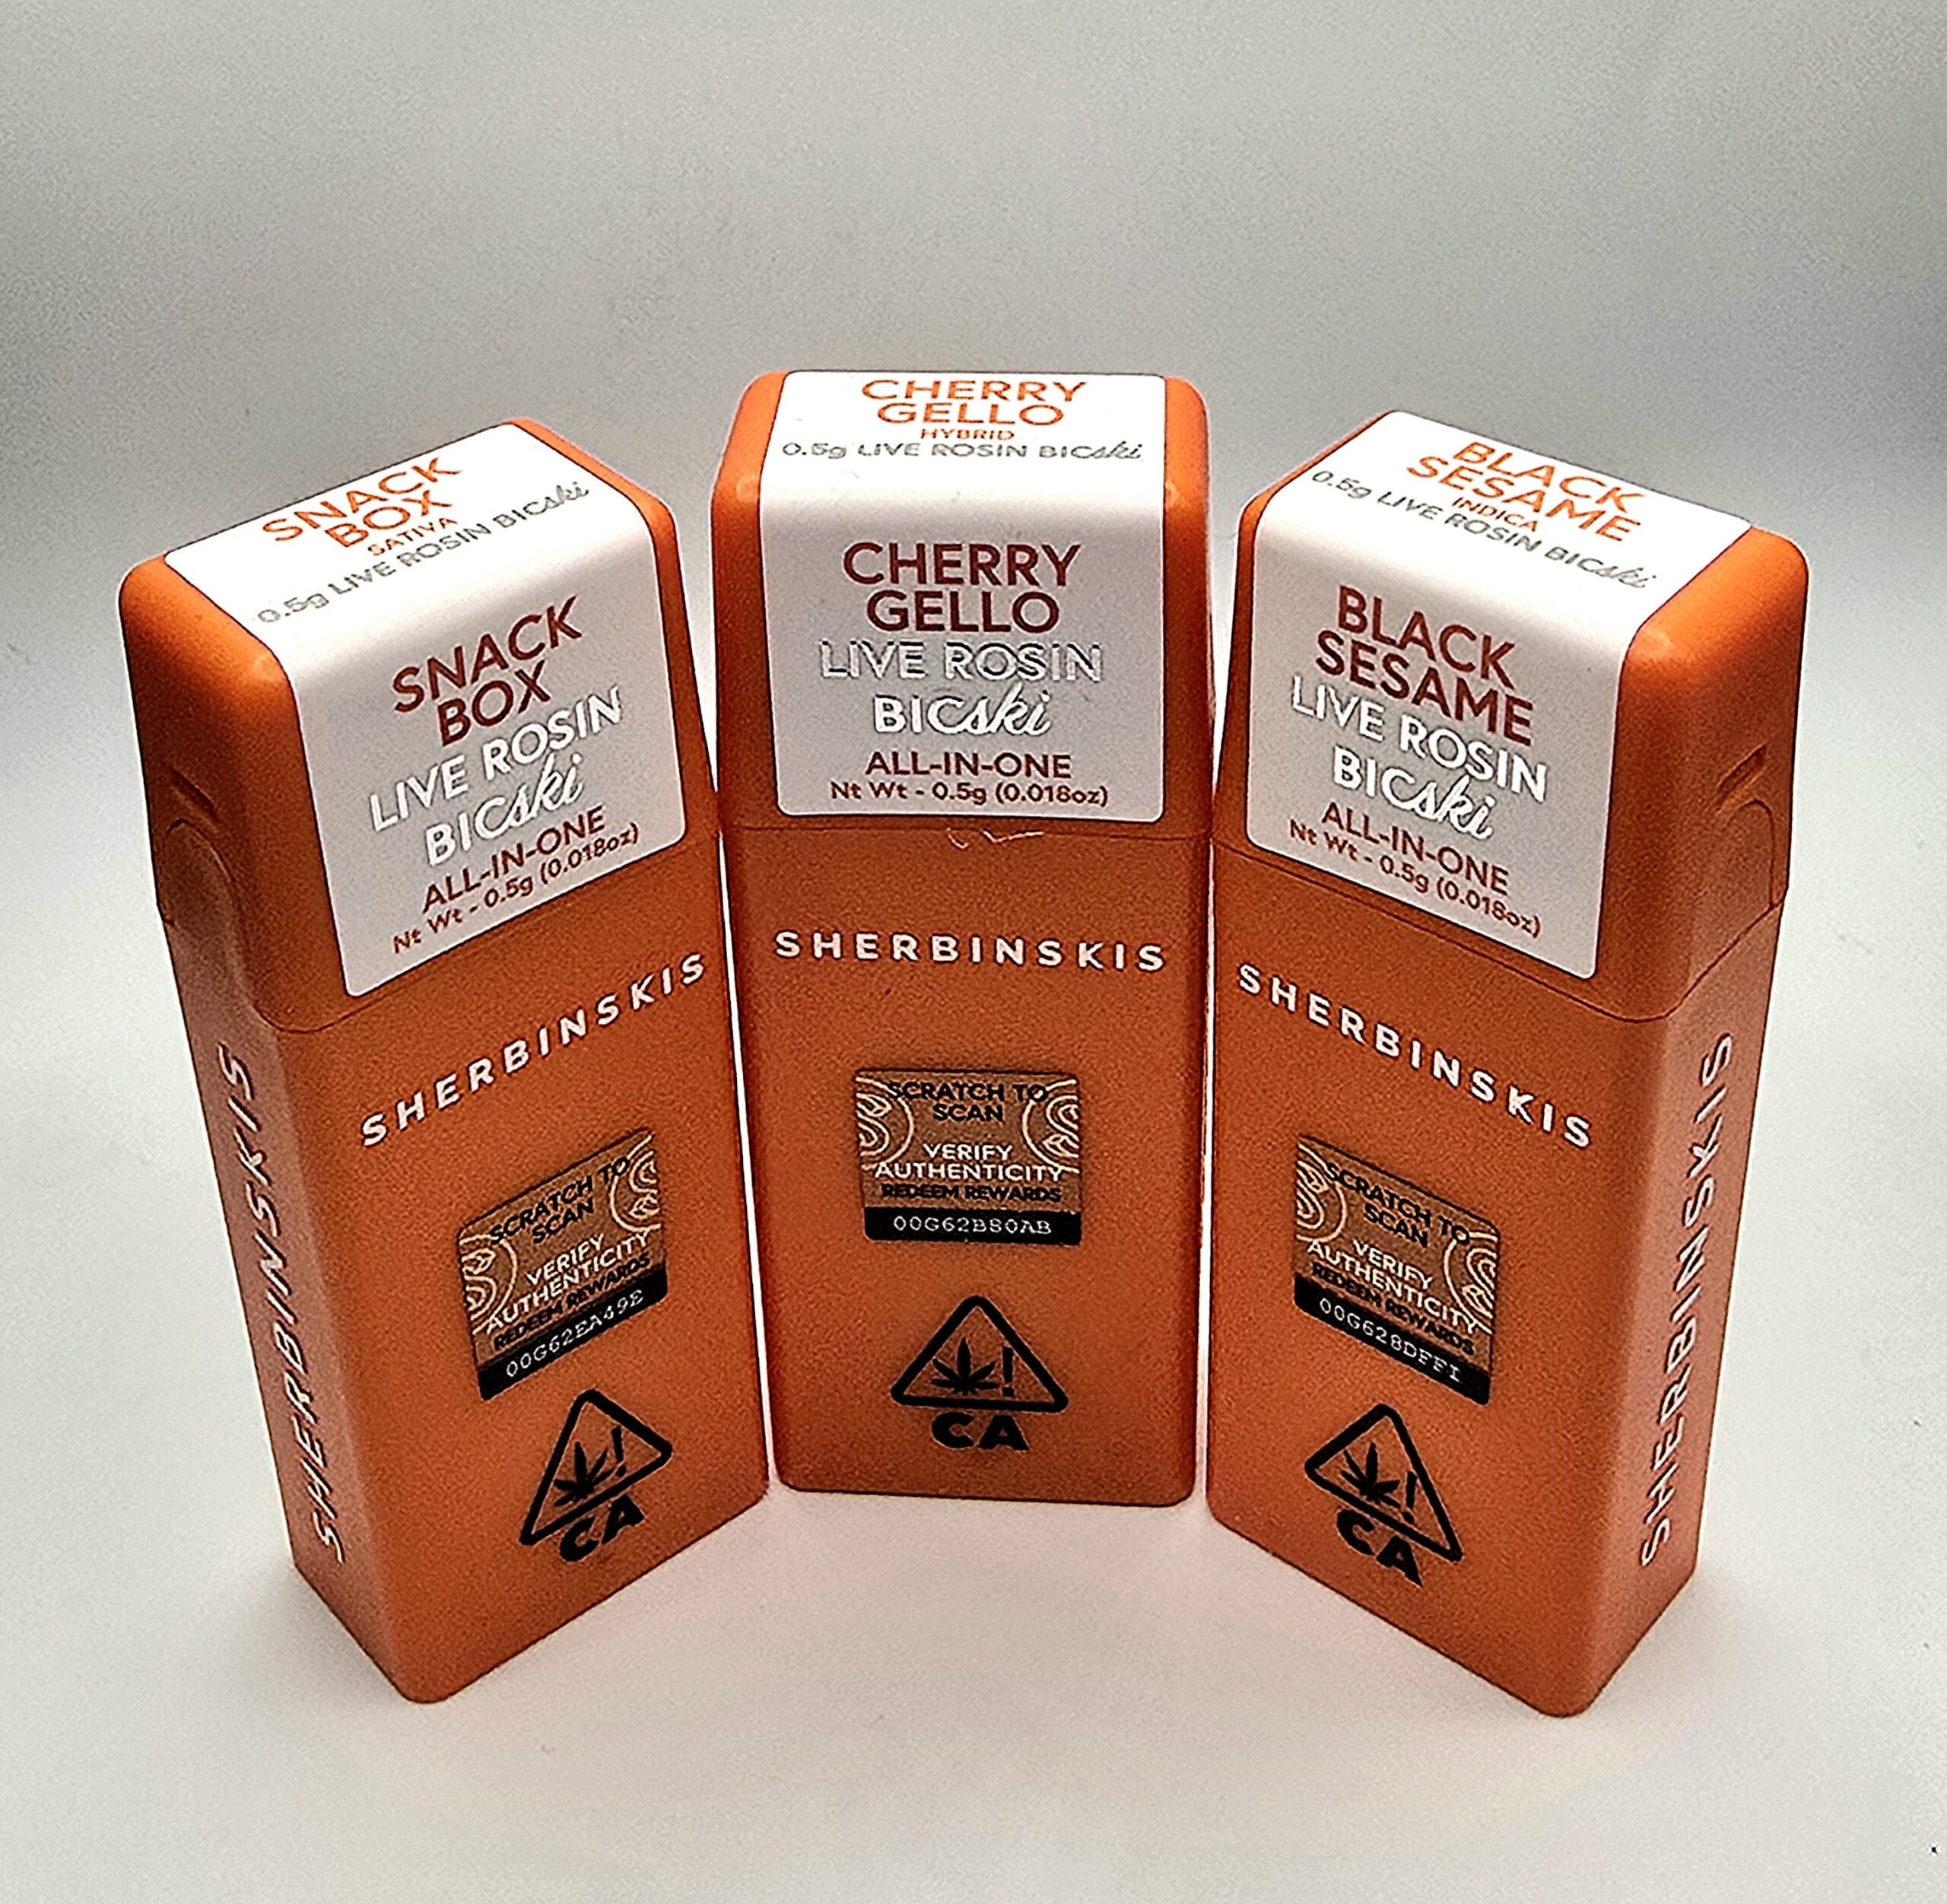 SNACK
BOX
SATIVA
0.5g LIVE ROSIN BICski
SNACK
BOX
LIVE ROSIN
BICski
ALL-IN-ONE
Nt Wt - 0.5g (0.018oz)
SHERBINSKIS
SHERBINSKIS
SCRATCH TO
SCAN
VERIFY
AUTHENTICITY
REDEEM REWARDS
00G62EA49E
CA
CHERRY
GELLO
HYBRID
0.5g LIVE ROSIN BICski
CHERRY
GELLO
LIVE ROSIN
BICski
ALL-IN-ONE
Nt Wt - 0.5g (0.018oz)
SHERBINSKIS
SCRATCH TO
SCAN
VERIFY
AUTHENTICITY
REDEEM REWARDS
00G62B80AB
!
CA
BLACK
SESAME
INDICA
0.5g LIVE ROSIN BICski
BLACK
SESAME
LIVE ROSIN
BICski
ALL-IN-ONE
Nt Wt - 0.5g (0.018oz)
SHERBINSKIS
SHERBINSKIS
SCRATCH TO
SCAN
VERIFY
AUTHENTICITY
REDEEM REWARDS
!
CA